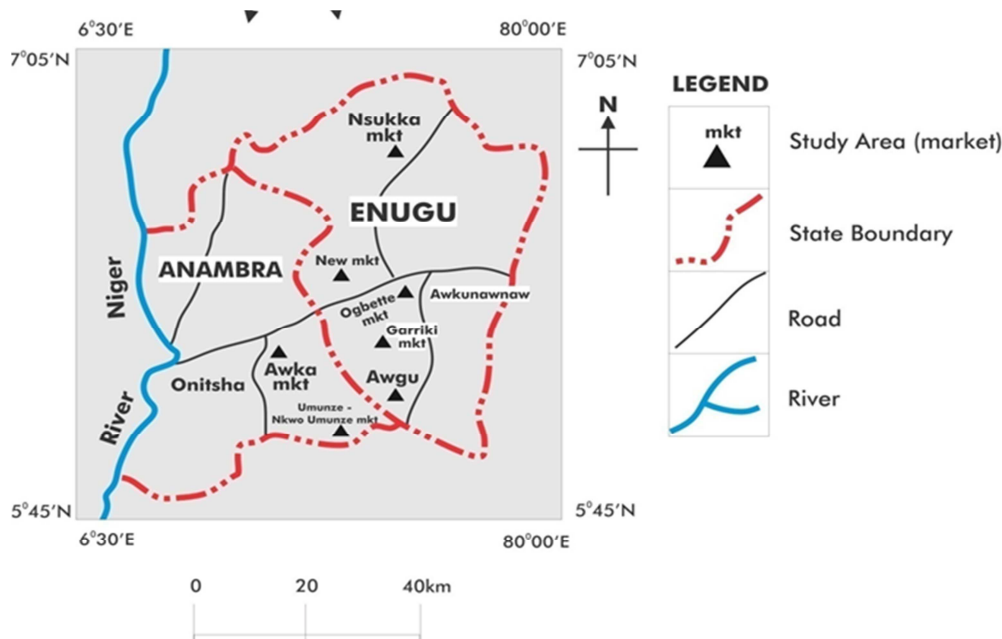 6°30'E 80°00'E
7°05'N 7°05'N
LEGEND
N
mkt
Study Area (market)
State Boundary
Road
River
Nsukka
mkt
ENUGU
ANAMBRA
New mkt
Ogbette
mkt
Awkunawnaw
Garriki
mkt
Niger
River
Onitsha
Awka
mkt
Awgu
Umunze -
Nkwo Umunze mkt
5°45'N 5°45'N
6°30'E 80°00'E
0 20 40km